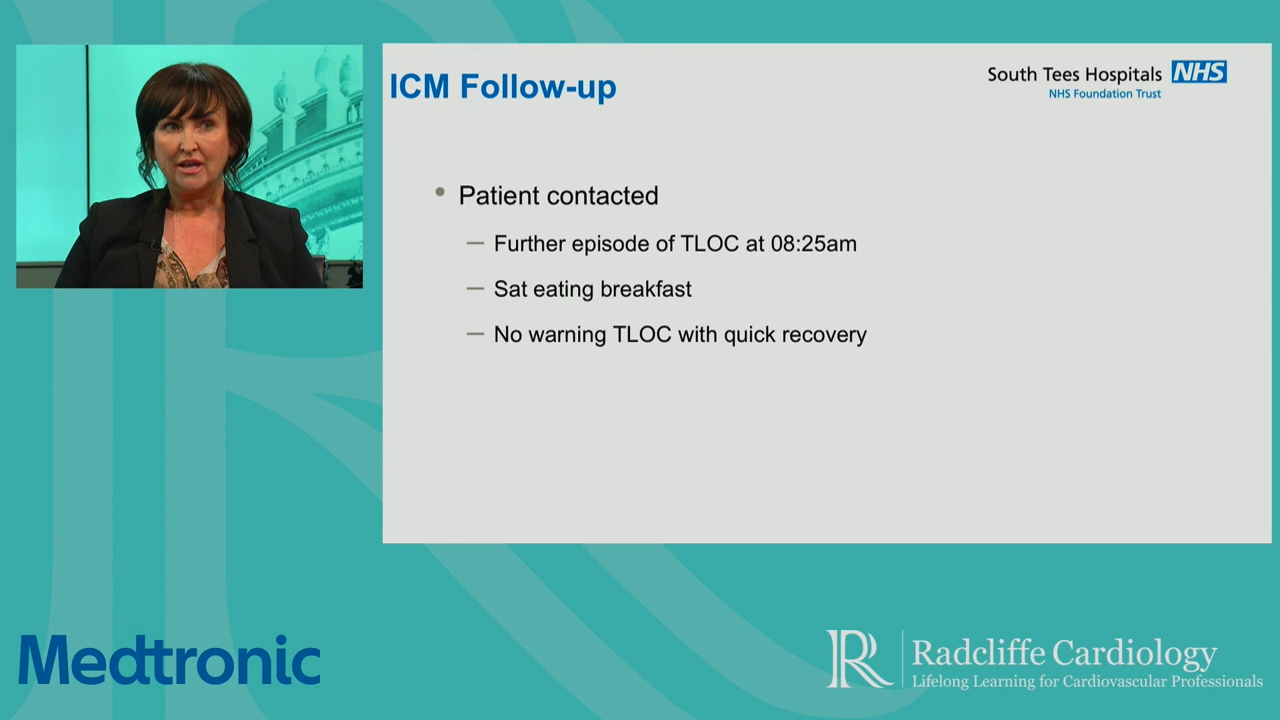 ICM Follow-up
South Tees Hospitals NHS
NHS Foundation Trust
• Patient contacted
— Further episode of TLOC at 08:25am
— Sat eating breakfast
— No warning TLOC with quick recovery
Medtronic
R Radcliffe Cardiology
Lifelong Learning for Cardiovascular Professionals